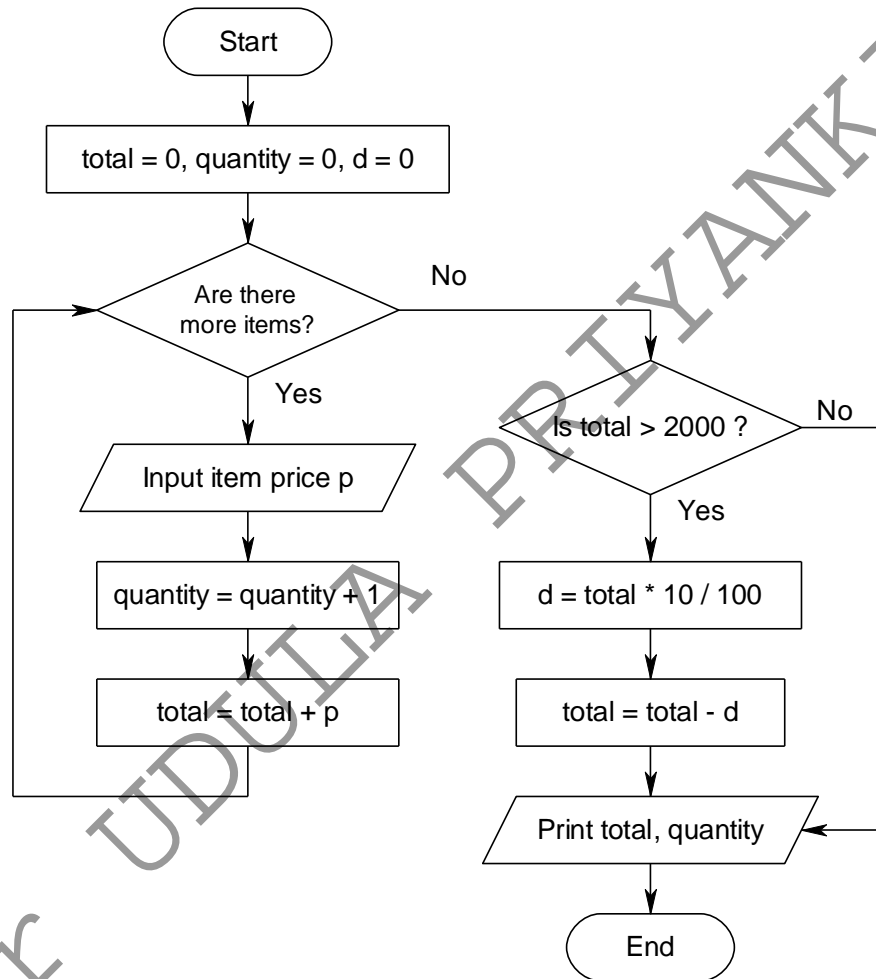 Start
total = 0, quantity = 0, d = 0
Are there
more items?
No
Yes
Input item price p
quantity = quantity + 1
total = total + p
Is total > 2000 ?
No
Yes
d = total * 10 / 100
total = total - d
Print total, quantity
End
UDULA